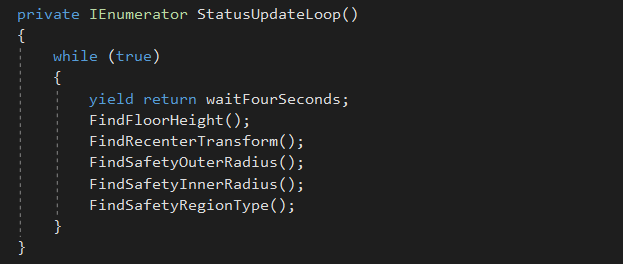 private IEnumerator StatusUpdateLoop()
{
    while (true)
    {
        yield return waitFourSeconds;
        FindFloorHeight();
        FindRecenterTransform();
        FindSafetyOuterRadius();
        FindSafetyInnerRadius();
        FindSafetyRegionType();
    }
}